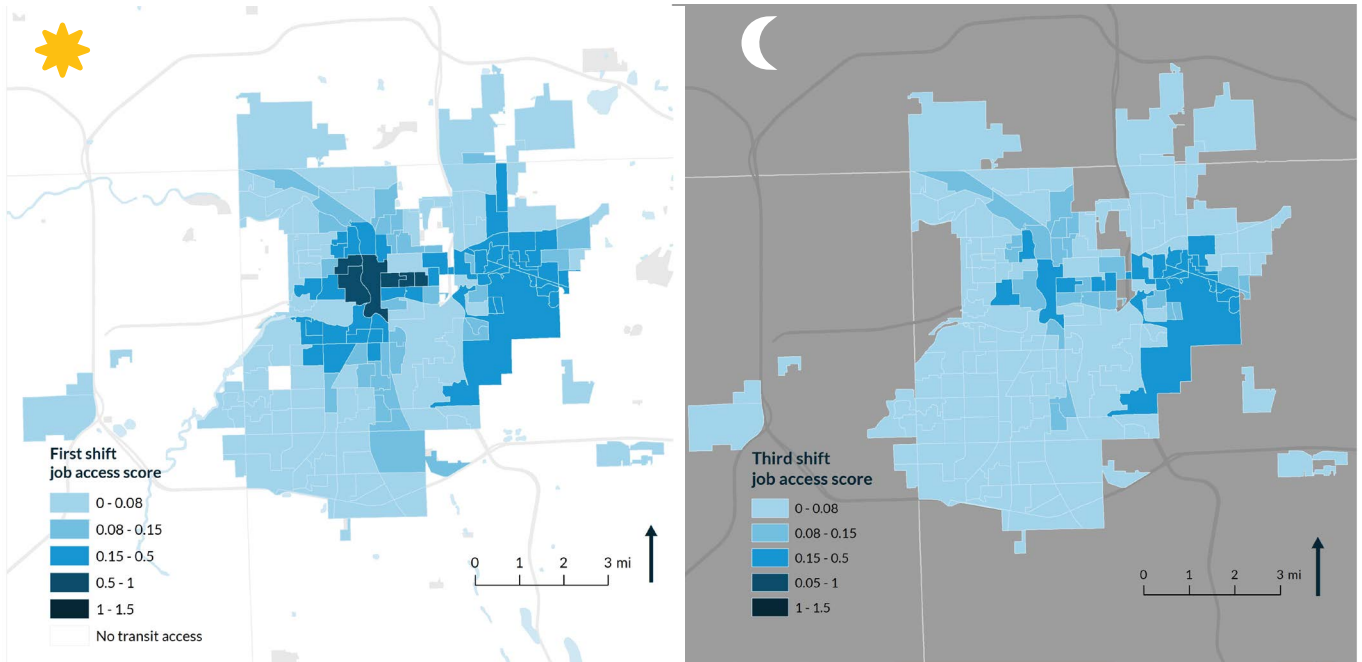 First shift
job access score
0 - 0.08
0.08 - 0.15
0.15 - 0.5
0.5 - 1
1 - 1.5
No transit access
0 1 2 3 mi
Third shift
job access score
0 - 0.08
0.08 - 0.15
0.15 - 0.5
0.05 - 1
1 - 1.5
0 1 2 3 mi